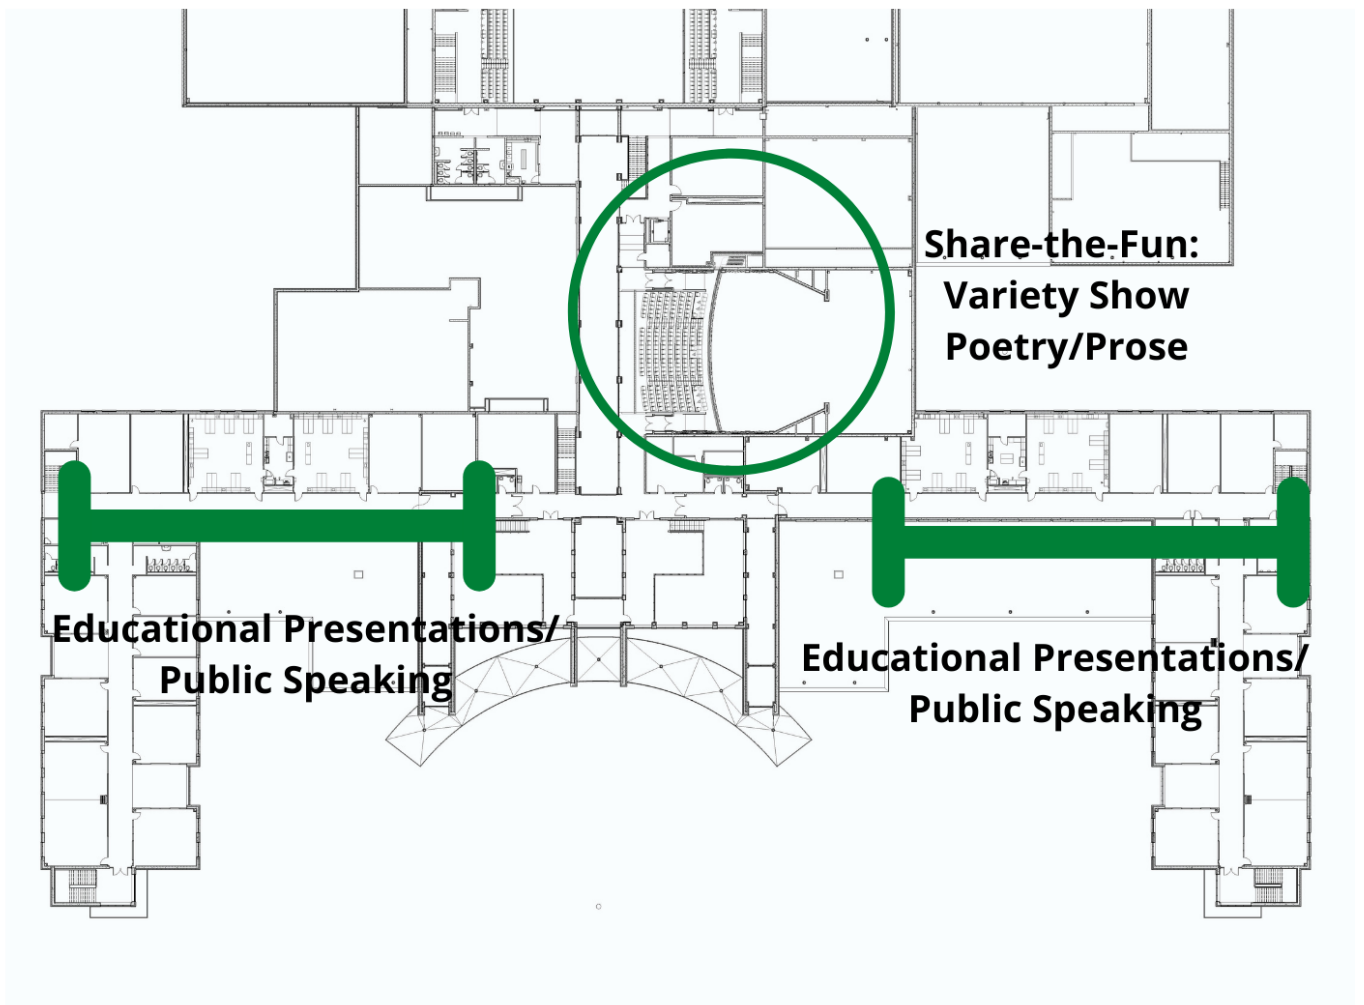 Share-the-Fun:
Variety Show
Poetry/Prose
Educational Presentations/
Public Speaking
Educational Presentations/
Public Speaking